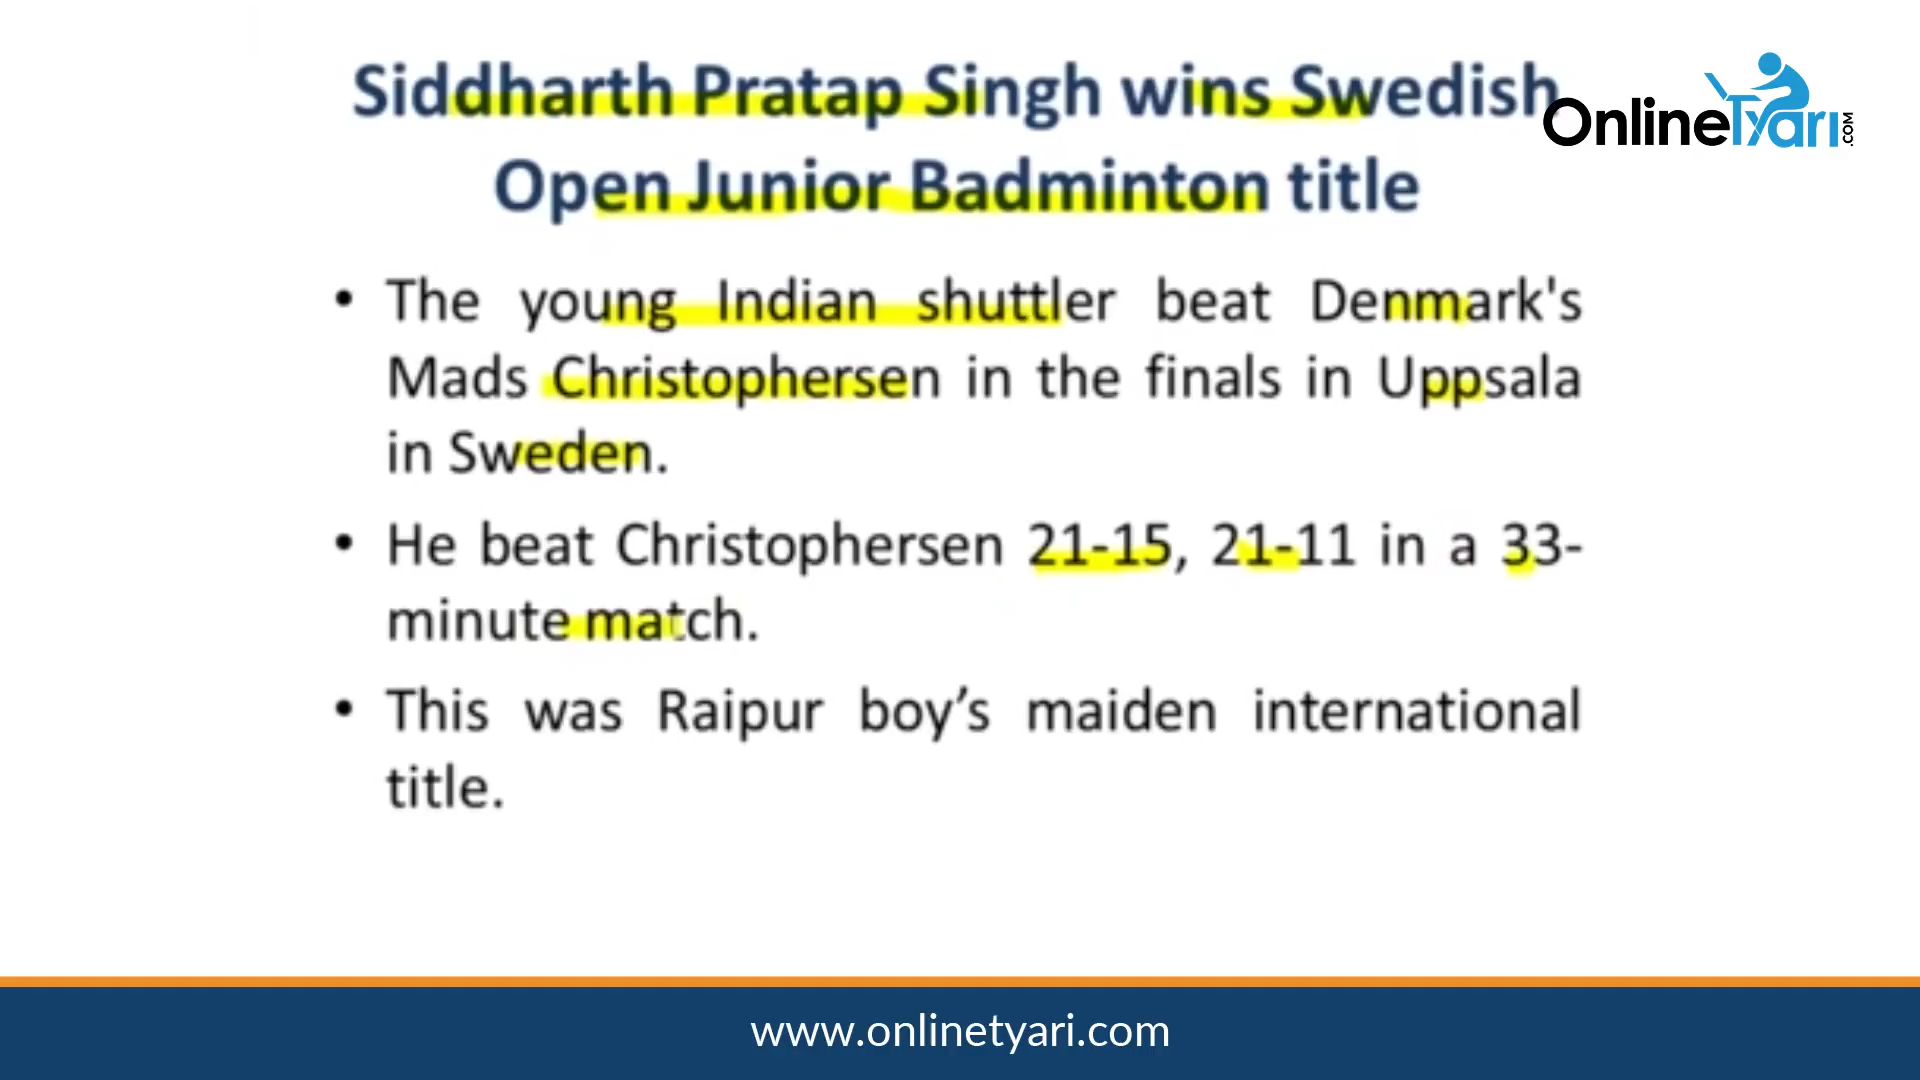 Siddharth Pratap Singh wins Swedish
Open Junior Badminton title
OnlineTyari.COM
• The young Indian shuttler beat Denmark's
Mads Christophersen in the finals in Uppsala
in Sweden.
• He beat Christophersen 21-15, 21-11 in a 33-
minute match.
• This was Raipur boy’s maiden international
title.
www.onlinetyari.com